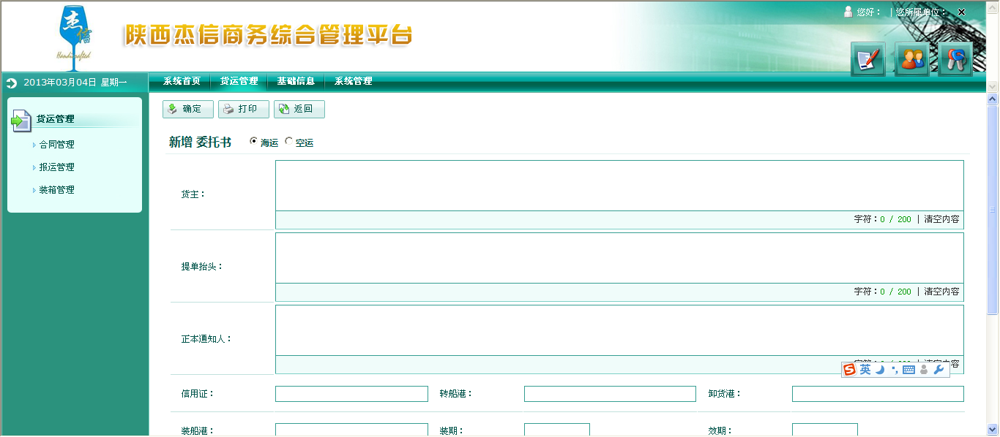 杰信
Handicrafted
陕西杰信商务综合管理平台
您好： | 您所属单位：
2013年03月04日 星期一
系统首页 货运管理 基础信息 系统管理
货运管理
合同管理
报运管理
装箱管理
确定 打印 返回
新增 委托书 海运 空运
货主：
字符：0 / 200 | 清空内容
提单抬头：
字符：0 / 200 | 清空内容
正本通知人：
英
信用证： 转船港： 卸货港：
装船港： 装期： 效期：